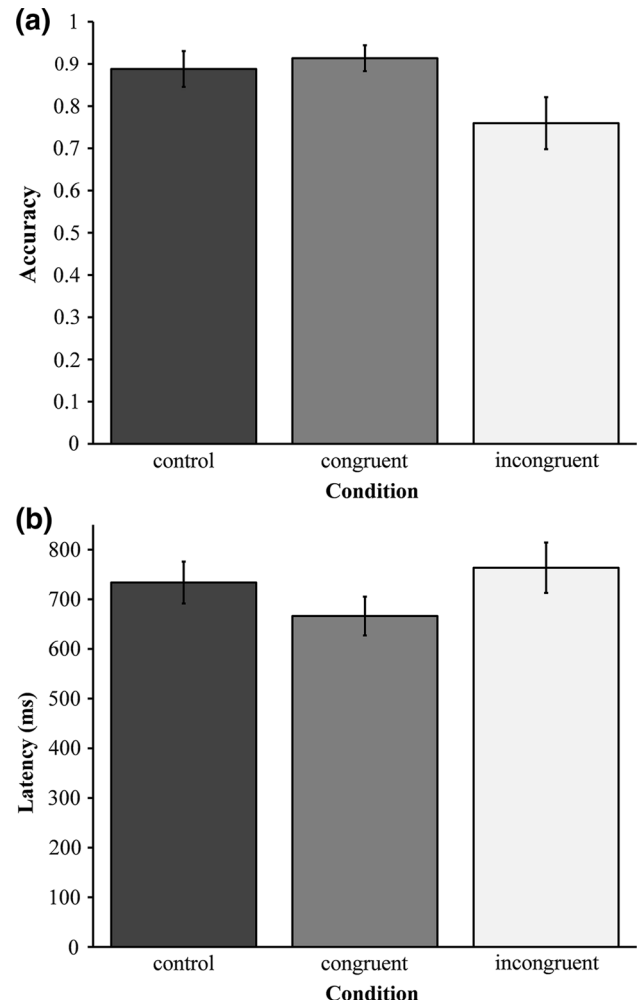 (a)
1
0.9
0.8
0.7
0.6
0.5
0.4
0.3
0.2
0.1
0
Accuracy
control congruent incongruent
Condition
(b)
800
700
600
500
400
300
200
100
0
Latency (ms)
control congruent incongruent
Condition